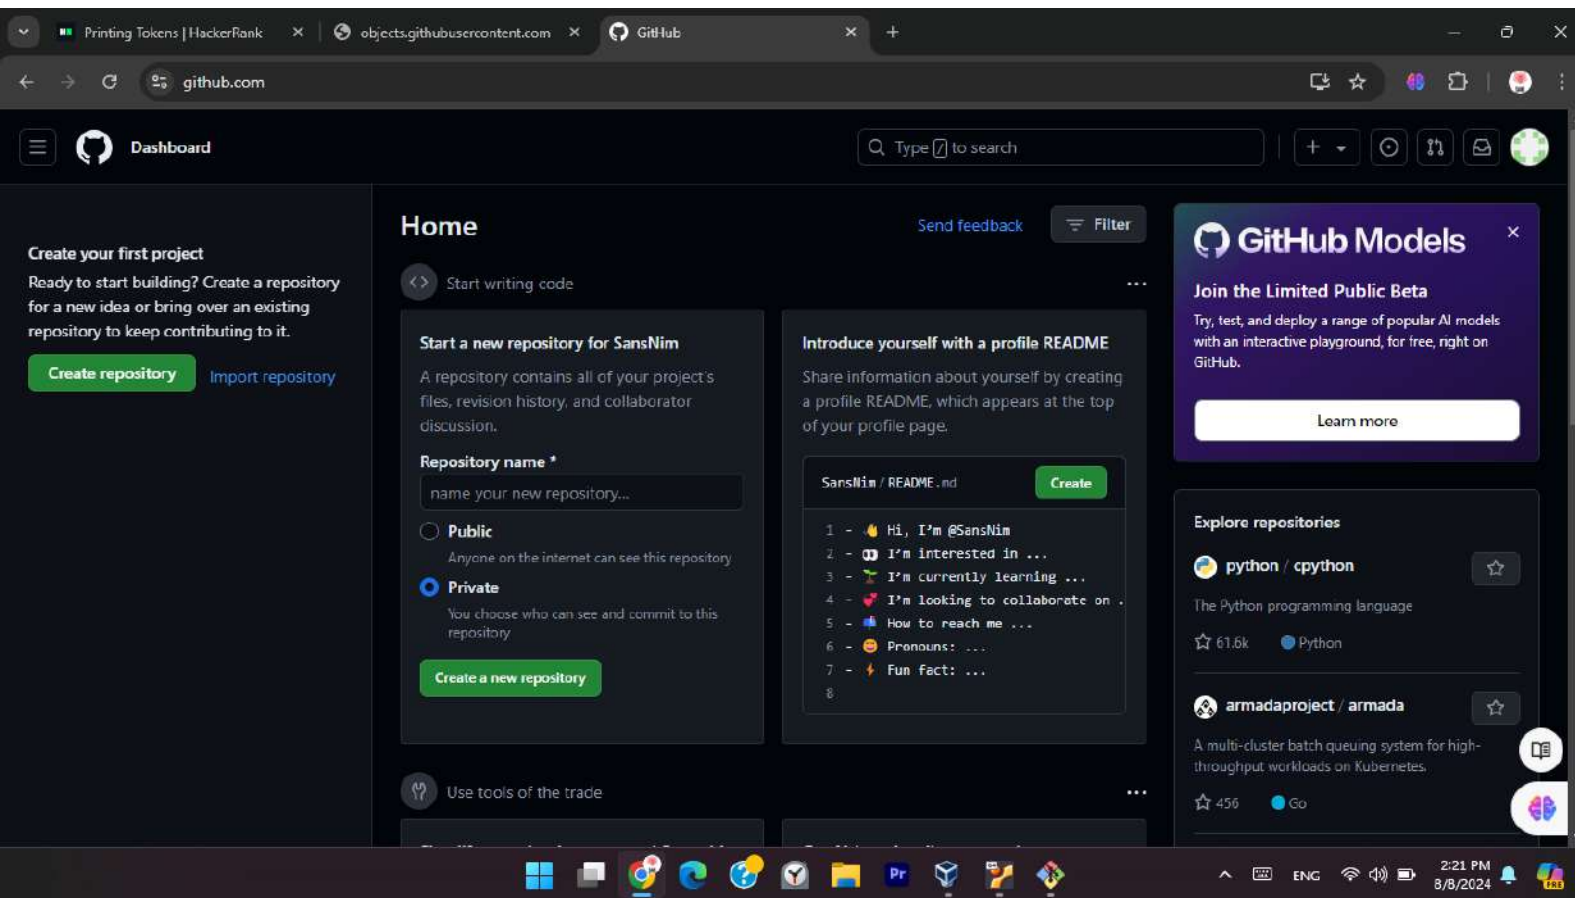 Printing Tokens | HackerRank
objects.githubusercontent.com
GitHub
github.com
Dashboard
Type / to search
Create your first project
Ready to start building? Create a repository
for a new idea or bring over an existing
repository to keep contributing to it.
Create repository
Import repository
Home
Send feedback
Filter
Start writing code
Start a new repository for SansNim
A repository contains all of your project's
files, revision history, and collaborator
discussion.
Repository name *
name your new repository...
Public
Anyone on the internet can see this repository
Private
You choose who can see and commit to this
repository
Create a new repository
Introduce yourself with a profile README
Share information about yourself by creating
a profile README, which appears at the top
of your profile page.
SansNim / README.md
Create
1 - 👋 Hi, I'm @SansNim
2 - 👀 I'm interested in ...
3 - 🌱 I'm currently learning ...
4 - 💞️ I'm looking to collaborate on .
5 - 📫 How to reach me ...
6 - 😄 Pronouns: ...
7 - ⚡ Fun fact: ...
8
Use tools of the trade
GitHub Models
Join the Limited Public Beta
Try, test, and deploy a range of popular AI models
with an interactive playground, for free, right on
GitHub.
Learn more
Explore repositories
python / cpython
The Python programming language
61.6k
Python
armadaproject / armada
A multi-cluster batch queuing system for high-
throughput workloads on Kubernetes.
456
Go
Pr
ENG
2:21 PM
8/8/2024
PRE